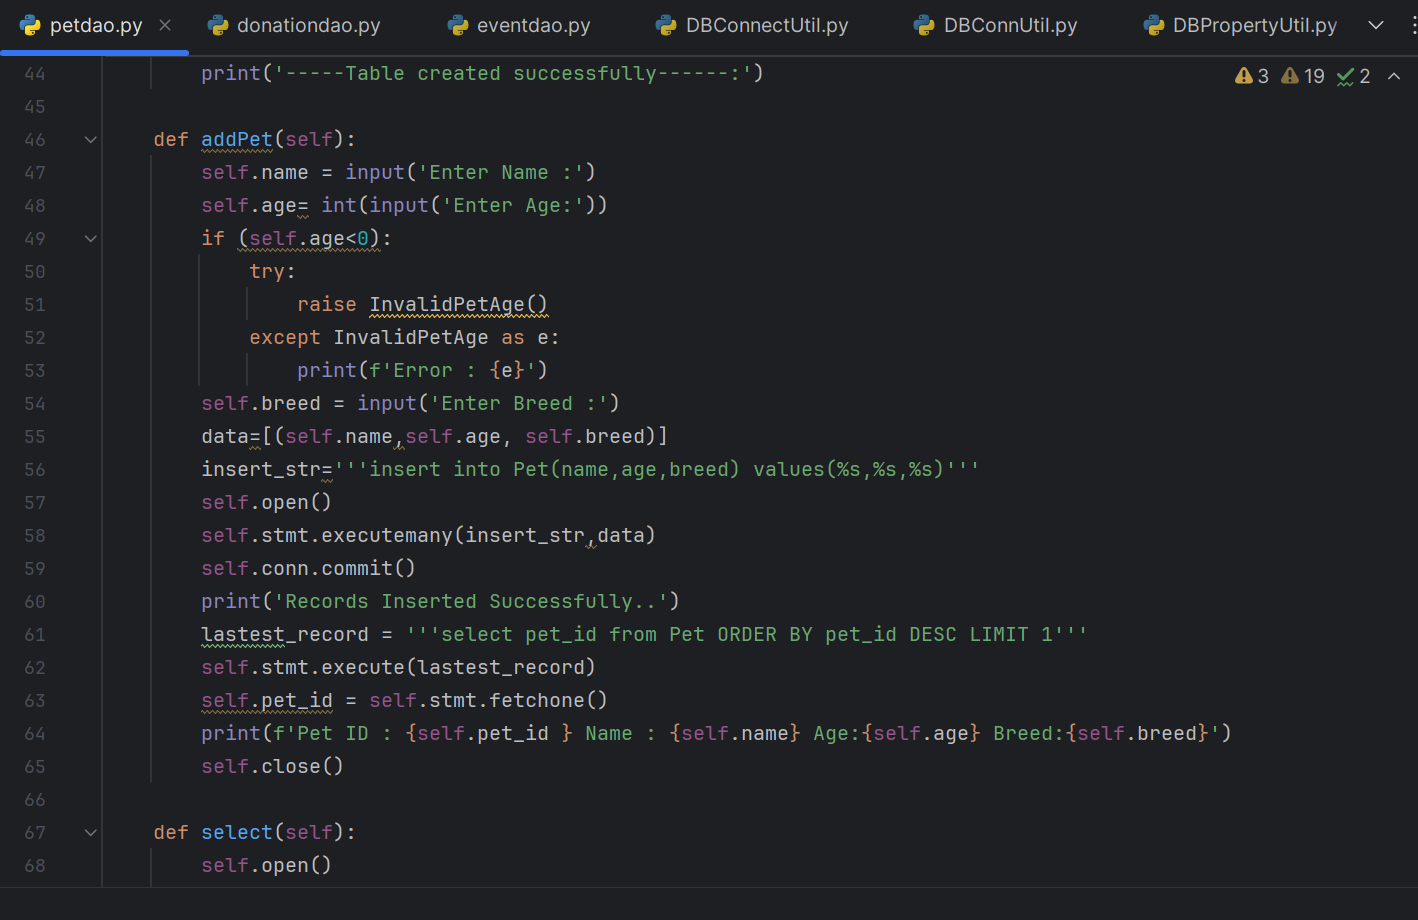 petdao.py donationdao.py eventdao.py DBConnectUtil.py DBConnUtil.py DBPropertyUtil.py
44 print('-----Table created successfully------:') 3 19 2
45
46 def addPet(self):
47 self.name = input('Enter Name :')
48 self.age= int(input('Enter Age:'))
49 if (self.age<0):
50 try:
51 raise InvalidPetAge()
52 except InvalidPetAge as e:
53 print(f'Error : {e}')
54 self.breed = input('Enter Breed :')
55 data=[(self.name,self.age, self.breed)]
56 insert_str='''insert into Pet(name,age,breed) values(%s,%s,%s)'''
57 self.open()
58 self.stmt.executemany(insert_str,data)
59 self.conn.commit()
60 print('Records Inserted Successfully..')
61 lastest_record = '''select pet_id from Pet ORDER BY pet_id DESC LIMIT 1'''
62 self.stmt.execute(lastest_record)
63 self.pet_id = self.stmt.fetchone()
64 print(f'Pet ID : {self.pet_id } Name : {self.name} Age:{self.age} Breed:{self.breed}')
65 self.close()
66
67 def select(self):
68 self.open()